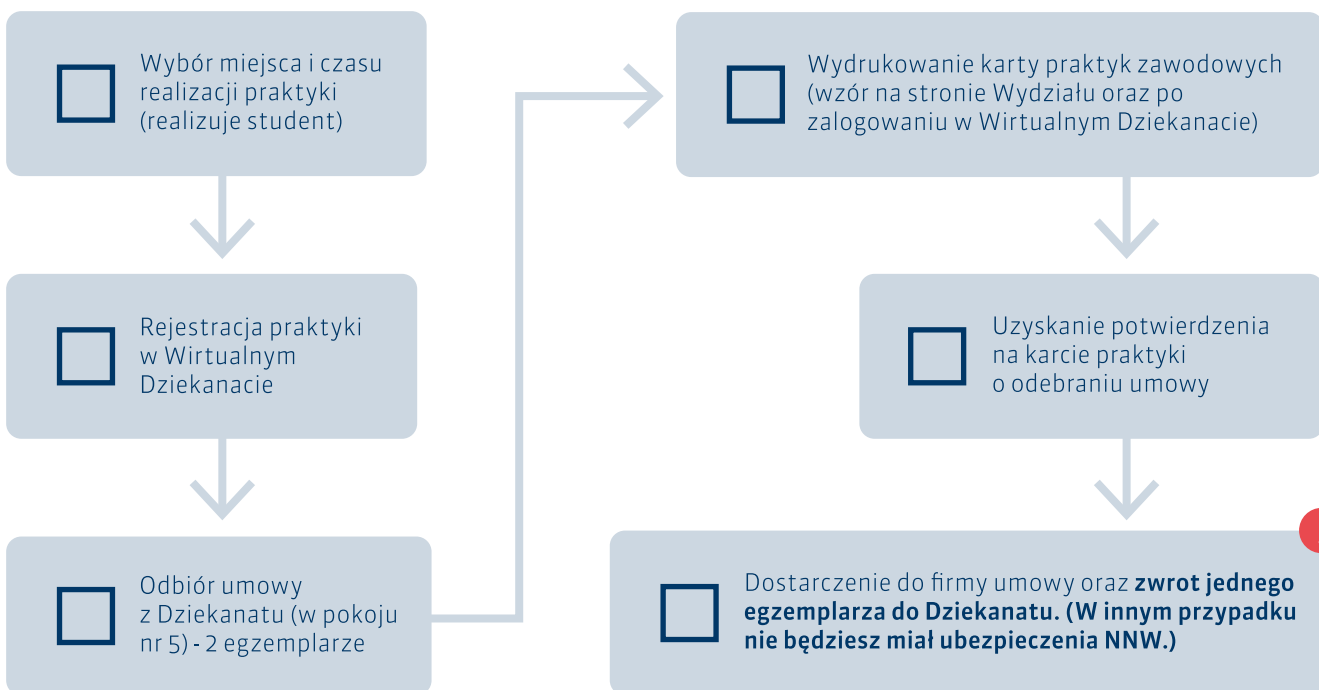 Wybór miejsca i czasu
realizacji praktyki
(realizuje student)
Rejestracja praktyki
w Wirtualnym
Dziekanacie
Odbiór umowy
z Dziekanatu (w pokoju
nr 5) - 2 egzemplarze
Wydrukowanie karty praktyk zawodowych
(wzór na stronie Wydziału oraz po
zalogowaniu w Wirtualnym Dziekanacie)
Uzyskanie potwierdzenia
na karcie praktyki
o odebraniu umowy
Dostarczenie do firmy umowy oraz zwrot jednego
egzemplarza do Dziekanatu. (W innym przypadku
nie będziesz miał ubezpieczenia NNW.)